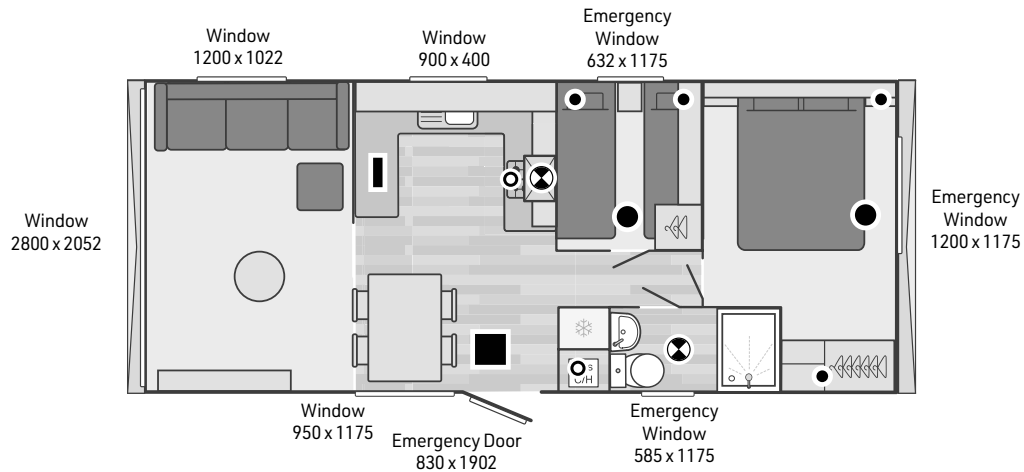 Window
1200 x 1022
Window
900 x 400
Emergency
Window
632 x 1175
Window
2800 x 2052
Emergency
Window
1200 x 1175
C/H
Window
950 x 1175
Emergency Door
830 x 1902
Emergency
Window
585 x 1175